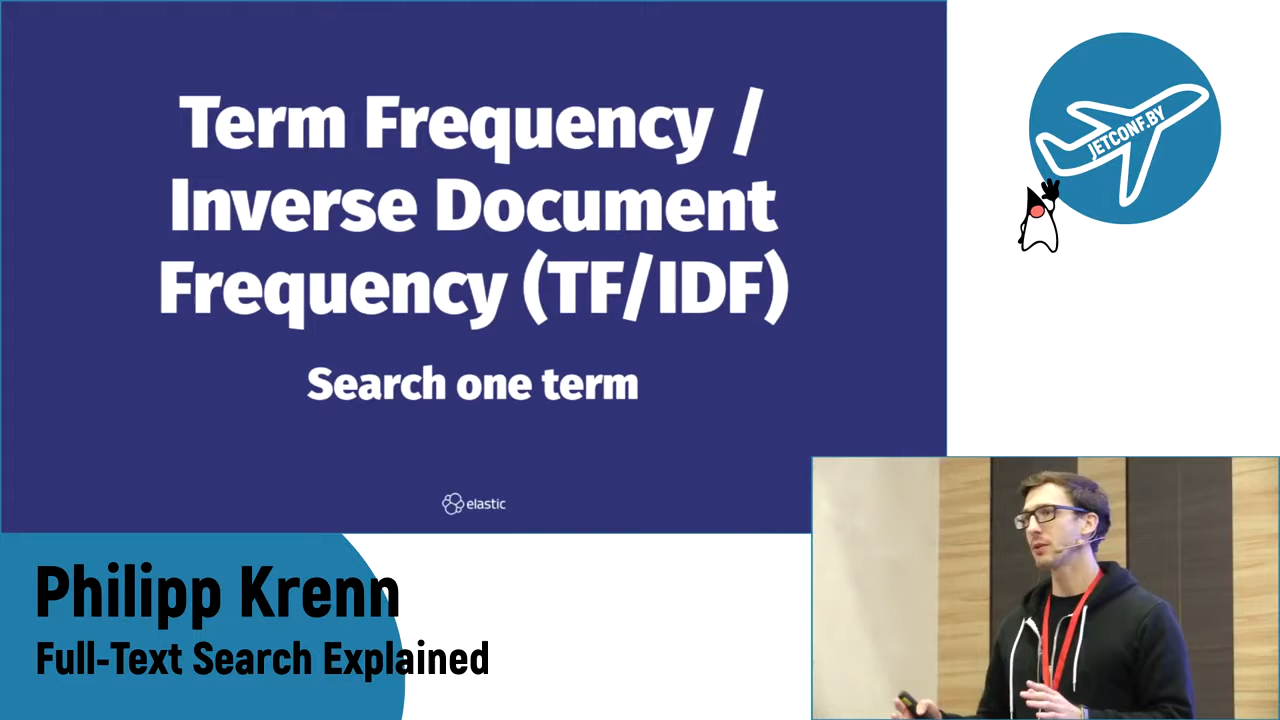 Term Frequency /
Inverse Document
Frequency (TF/IDF)
Search one term
elastic
JETCONF.BY
Philipp Krenn
Full-Text Search Explained